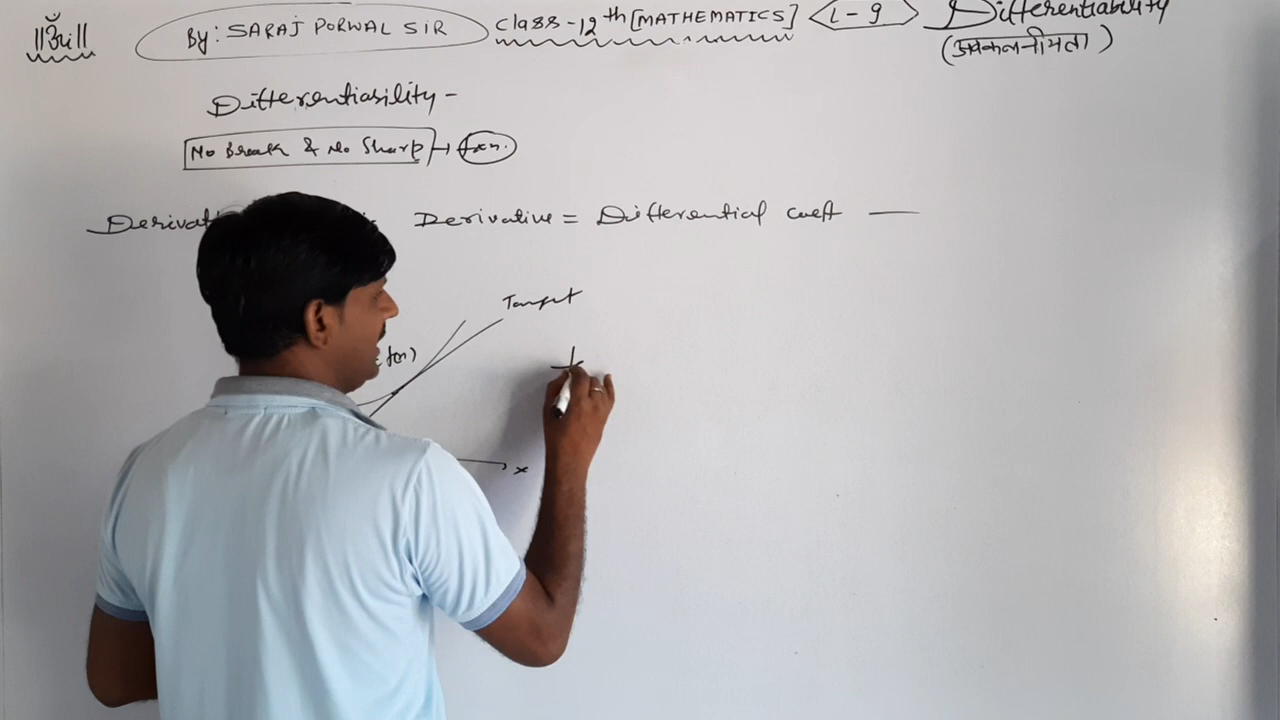 ॥ॐ॥ By: SARAJ PORWAL SIR Class-12th [MATHEMATICS] L-9 Differentiability
(अवकलनीयता)
Differentiability -
No Break & No Sharp → fxn.
Derivative = Differential coeff —
Tangent
f(x)
x